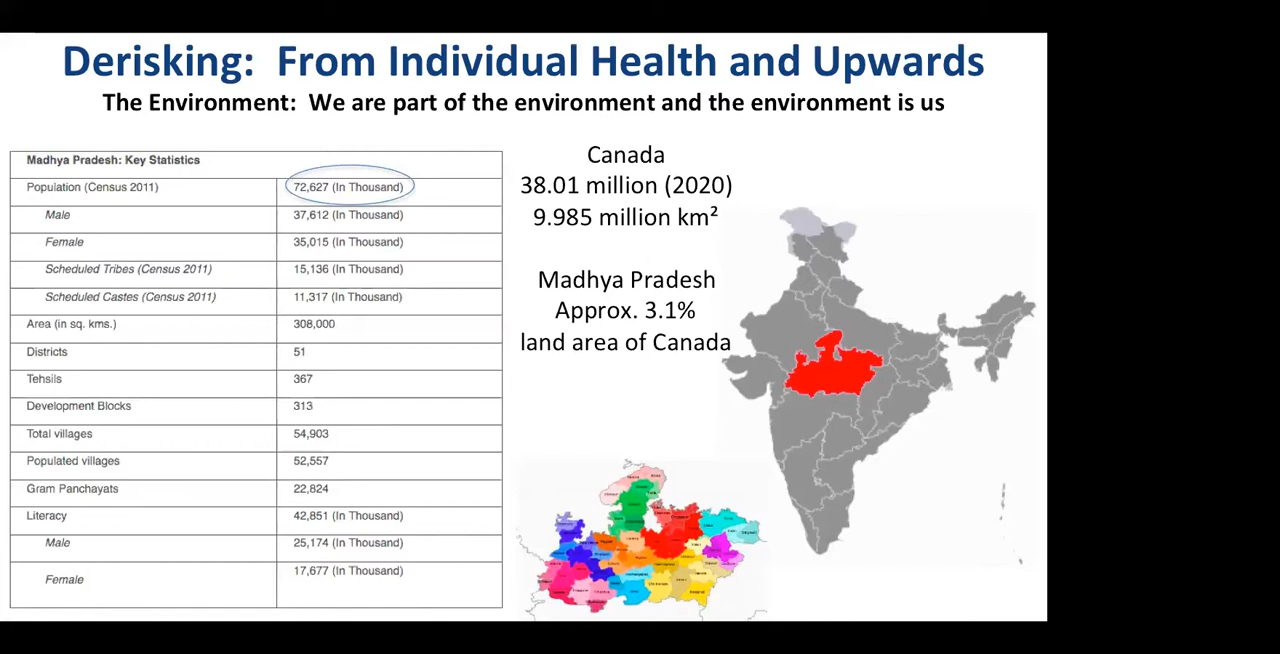 Derisking: From Individual Health and Upwards
The Environment: We are part of the environment and the environment is us
Madhya Pradesh: Key Statistics
Population (Census 2011) 72,627 (In Thousand)
Male 37,612 (In Thousand)
Female 35,015 (In Thousand)
Scheduled Tribes (Census 2011) 15,136 (In Thousand)
Scheduled Castes (Census 2011) 11,317 (In Thousand)
Area (in sq. kms.) 308,000
Districts 51
Tehsils 367
Development Blocks 313
Total villages 54,903
Populated villages 52,557
Gram Panchayats 22,824
Literacy 42,851 (In Thousand)
Male 25,174 (In Thousand)
Female 17,677 (In Thousand)
Canada
38.01 million (2020)
9.985 million km²
Madhya Pradesh
Approx. 3.1%
land area of Canada